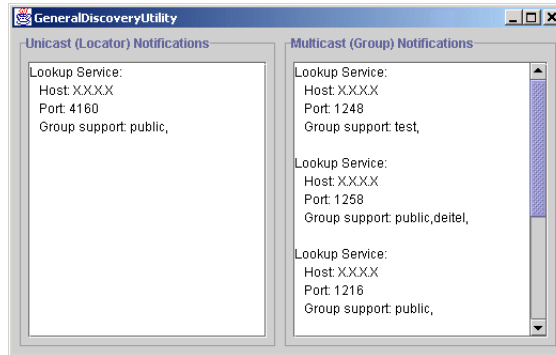 GeneralDiscoveryUtility
Unicast (Locator) Notifications
Lookup Service:
Host: X.X.X.X
Port: 4160
Group support: public,
Multicast (Group) Notifications
Lookup Service:
Host: X.X.X.X
Port: 1248
Group support: test,
Lookup Service:
Host: X.X.X.X
Port: 1258
Group support: public,deitel,
Lookup Service:
Host: X.X.X.X
Port: 1216
Group support: public,